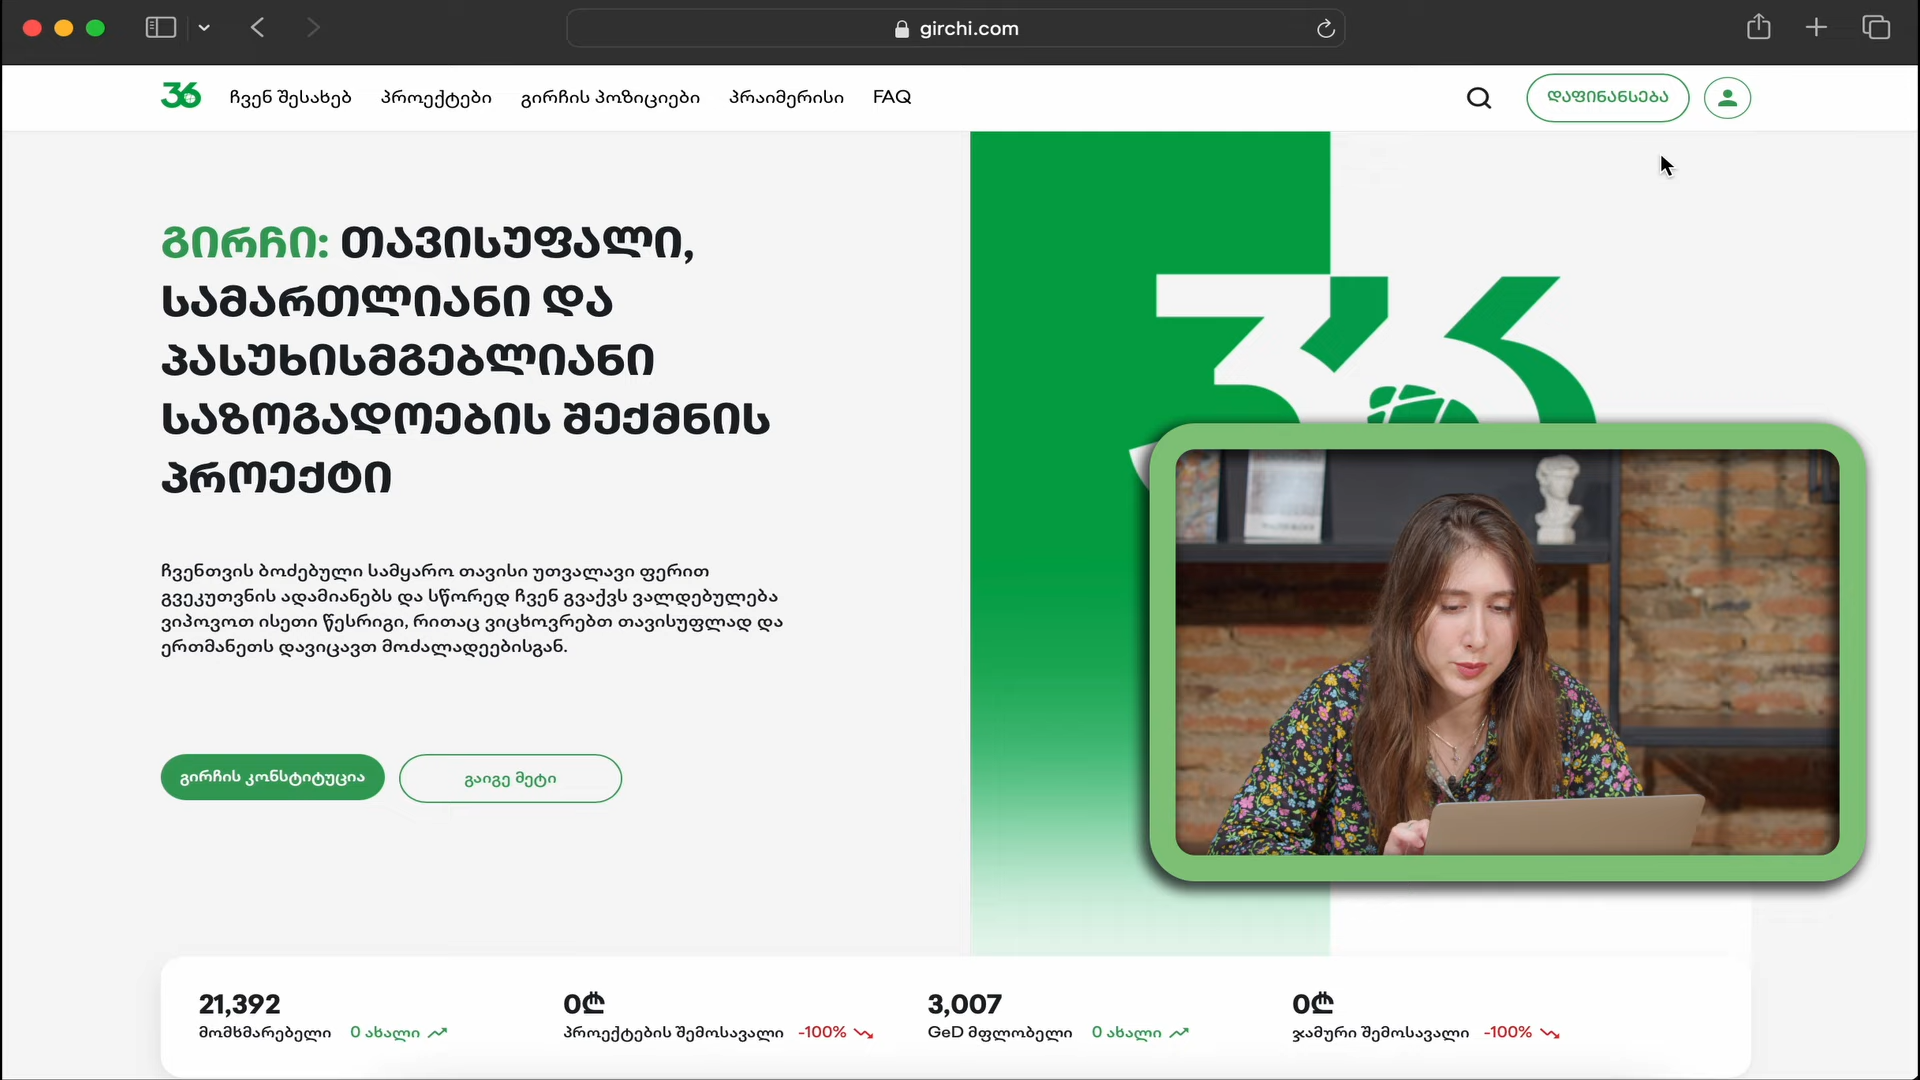 girchi.com
36 ჩვენ შესახებ პროექტები გირჩის პოზიციები პრაიმერისი FAQ დაფინანსება
გირჩი: თავისუფალი,
სამართლიანი და
პასუხისმგებლიანი
საზოგადოების შექმნის
პროექტი
ჩვენთვის ბოძებული სამყარო თავისი უთვალავი ფერით
გვეკუთვნის ადამიანებს და სწორედ ჩვენ გვაქვს ვალდებულება
ვიპოვოთ ისეთი წესრიგი, რითაც ვიცხოვრებთ თავისუფლად და
ერთმანეთს დავიცავთ მოძალადეებისგან.
გირჩის კონსტიტუცია გაიგე მეტი
36
21,392 0₾ 3,007 0₾
მომხმარებელი 0 ახალი პროექტების შემოსავალი -100% GeD მფლობელი 0 ახალი ჯამური შემოსავალი -100%